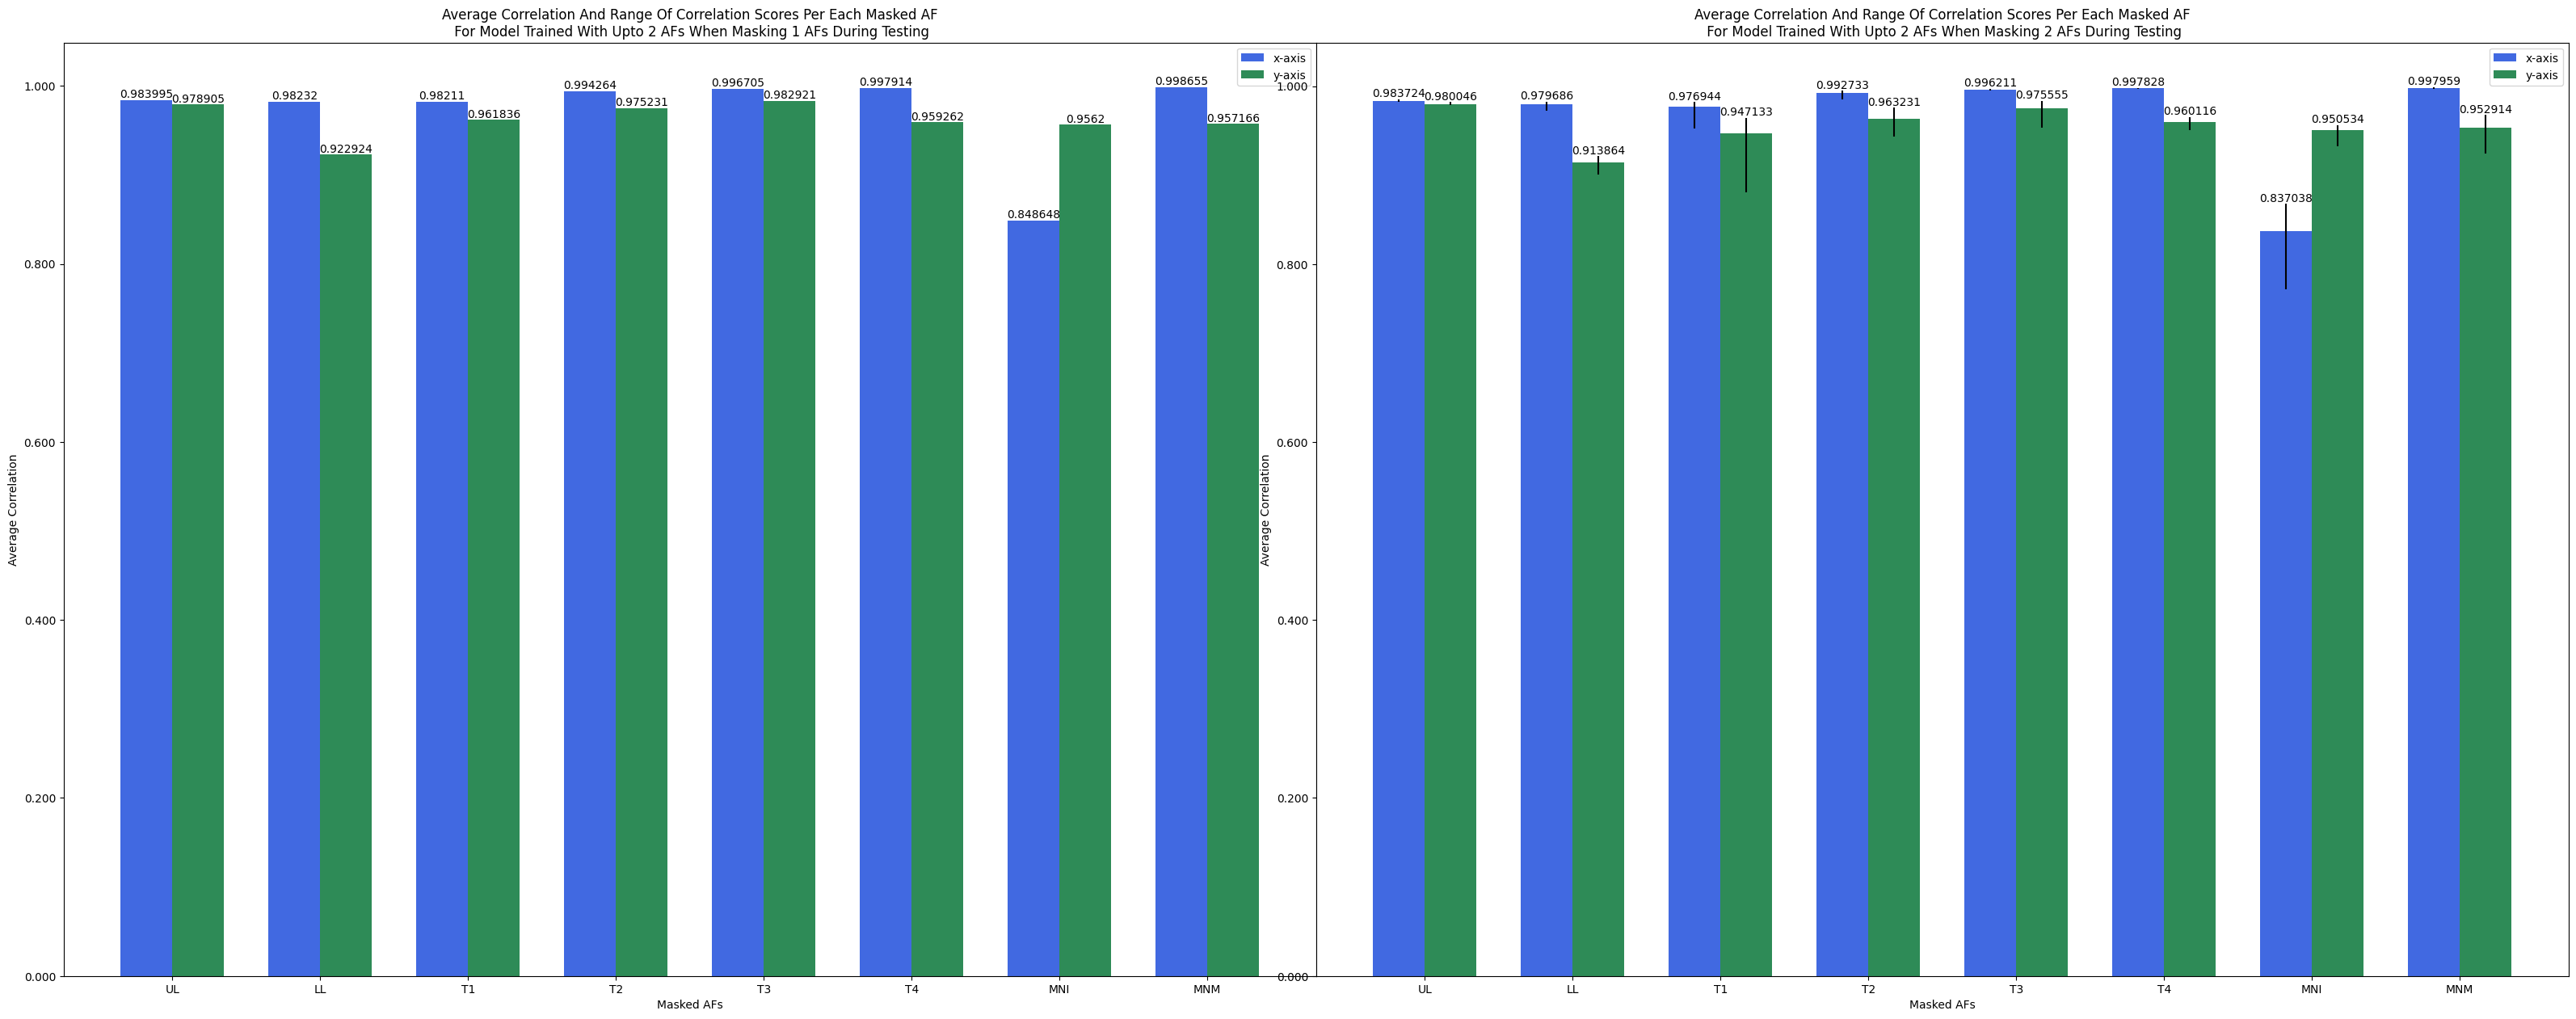 Average Correlation And Range Of Correlation Scores Per Each Masked AF
For Model Trained With Upto 2 AFs When Masking 1 AFs During Testing
x-axis
y-axis
1.000
0.800
0.600
0.400
0.200
0.000
Average Correlation
0.983995
0.978905
0.98232
0.922924
0.98211
0.961836
0.994264
0.975231
0.996705
0.982921
0.997914
0.959262
0.848648
0.9562
0.998655
0.957166
UL
LL
T1
T2
T3
T4
MNI
MNM
Masked AFs
Average Correlation And Range Of Correlation Scores Per Each Masked AF
For Model Trained With Upto 2 AFs When Masking 2 AFs During Testing
x-axis
y-axis
1.000
0.800
0.600
0.400
0.200
0.000
Average Correlation
0.983724
0.980046
0.979686
0.913864
0.976944
0.947133
0.992733
0.963231
0.996211
0.975555
0.997828
0.960116
0.837038
0.950534
0.997959
0.952914
UL
LL
T1
T2
T3
T4
MNI
MNM
Masked AFs